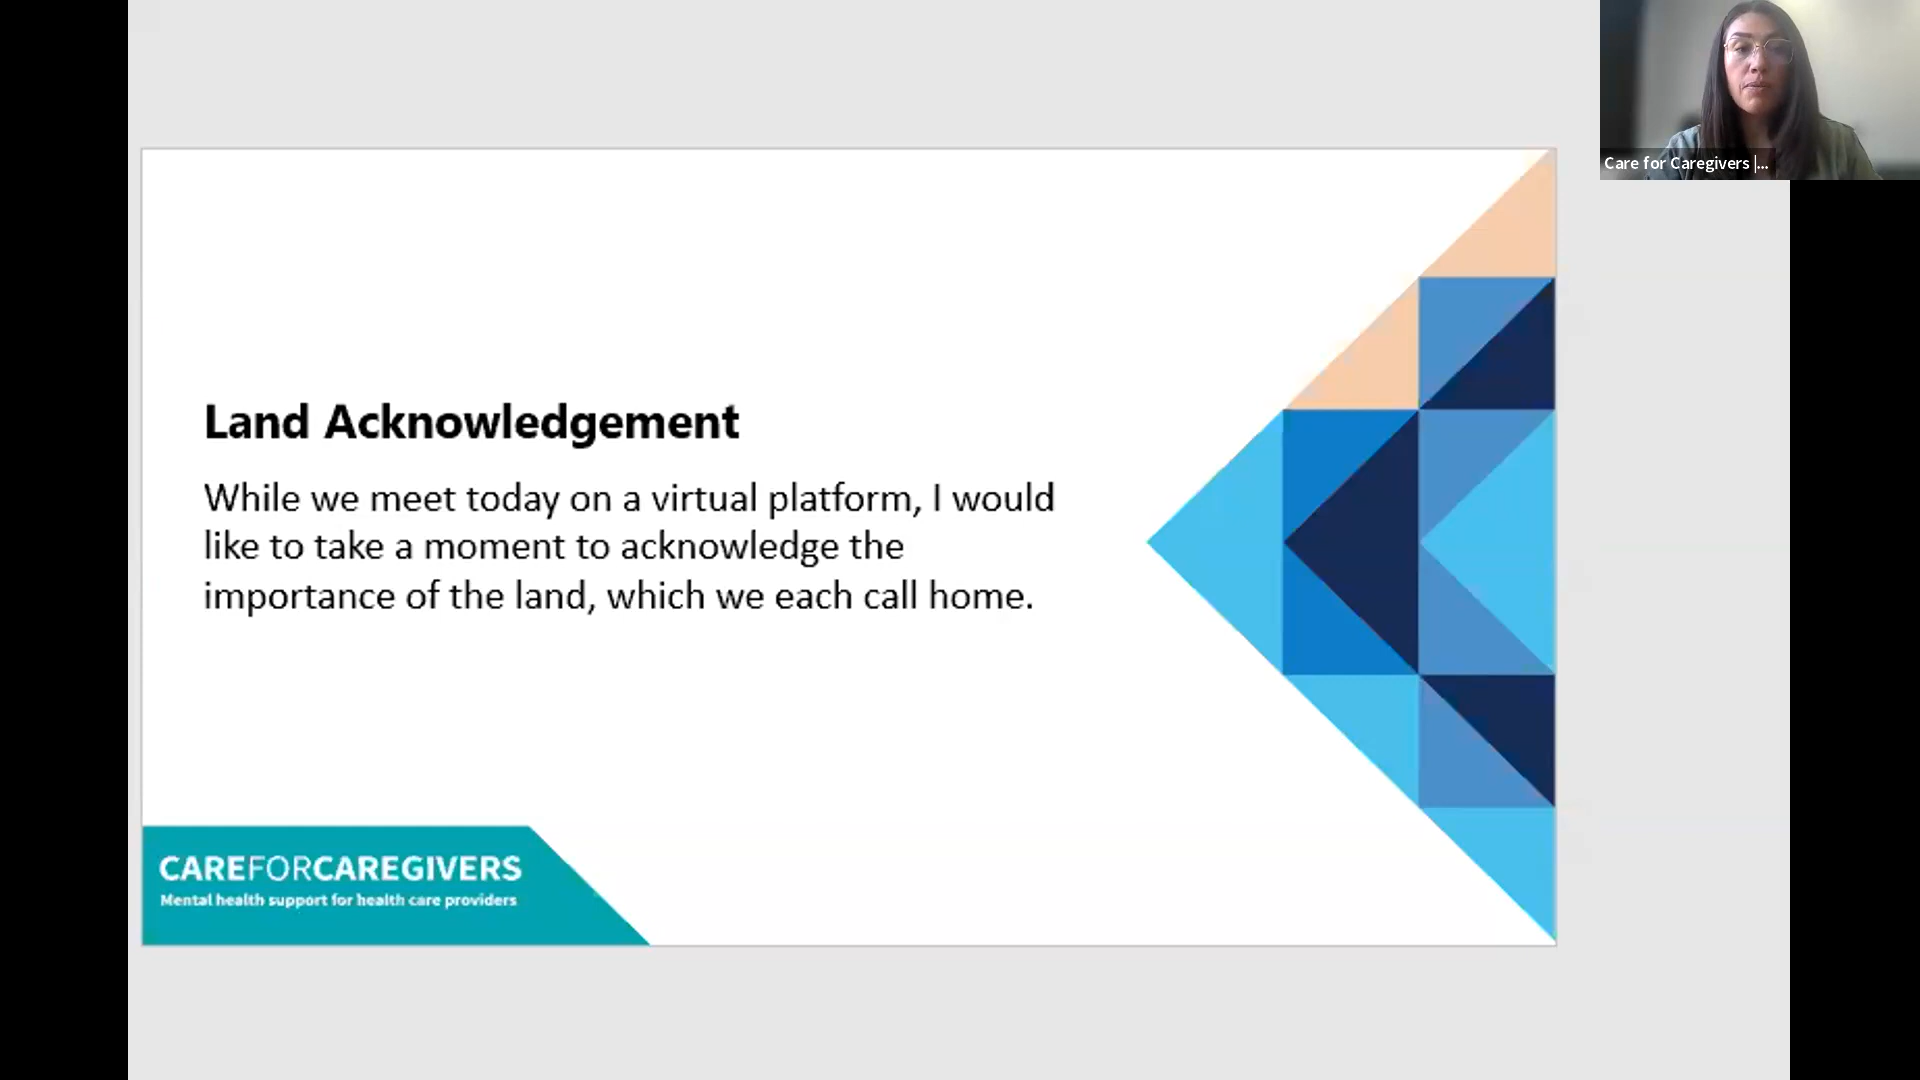 Care for Caregivers |...
Land Acknowledgement
While we meet today on a virtual platform, I would
like to take a moment to acknowledge the
importance of the land, which we each call home.
CAREFORCAREGIVERS
Mental health support for health care providers